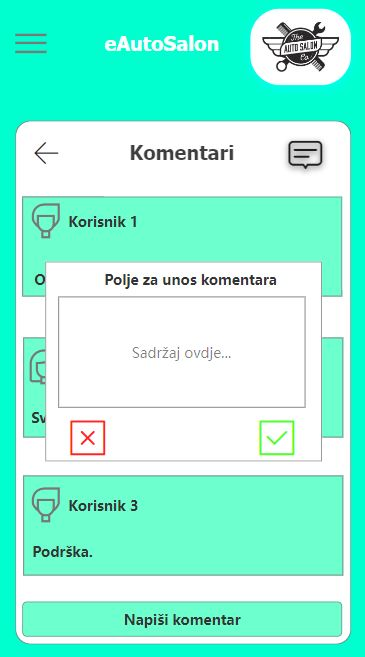 eAutoSalon
The
AUTO SALON
Co
Komentari
Korisnik 1
Polje za unos komentara
Sadržaj ovdje...
Korisnik 3
Podrška.
Napiši komentar